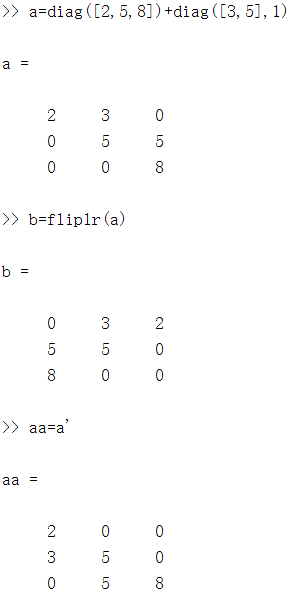 >> a=diag([2,5,8])+diag([3,5],1)
a =
2 3 0
0 5 5
0 0 8
>> b=fliplr(a)
b =
0 3 2
5 5 0
8 0 0
>> aa=a'
aa =
2 0 0
3 5 0
0 5 8